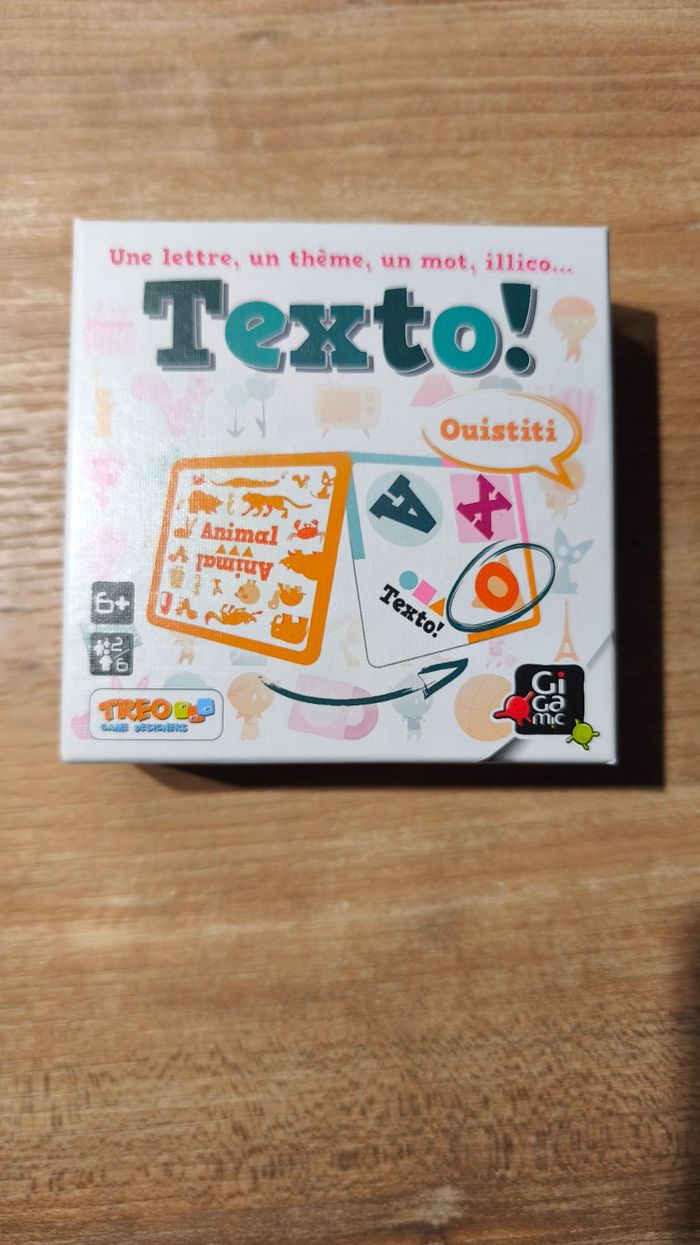 Une lettre, un thème, un mot, illico...
Texto!
Ouistiti
Animal
Animal
A
X
O
Texto!
6+
2/6
TREO
GAME DESIGNERS
GiGAMiC